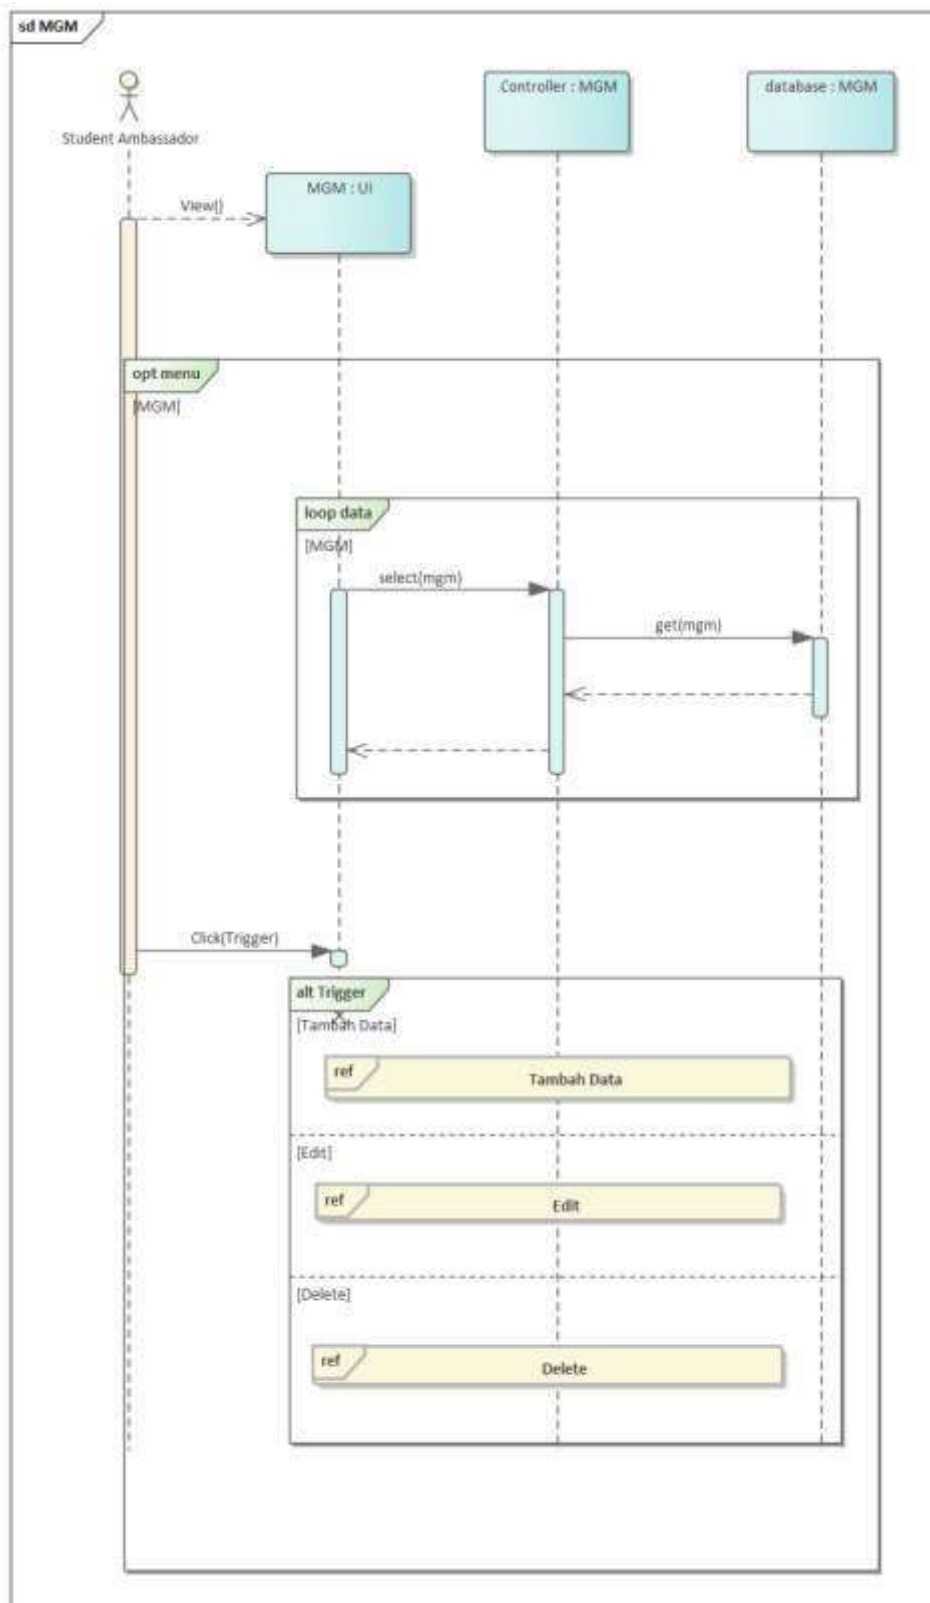 sd MGM
Controller : MGM
database : MGM
Student Ambassador
View()
MGM : UI
opt menu
[MGM]
loop data
[MGM]
select(mgm)
get(mgm)
Click(Trigger)
alt Trigger
[Tambah Data]
ref
Tambah Data
[Edit]
ref
Edit
[Delete]
ref
Delete